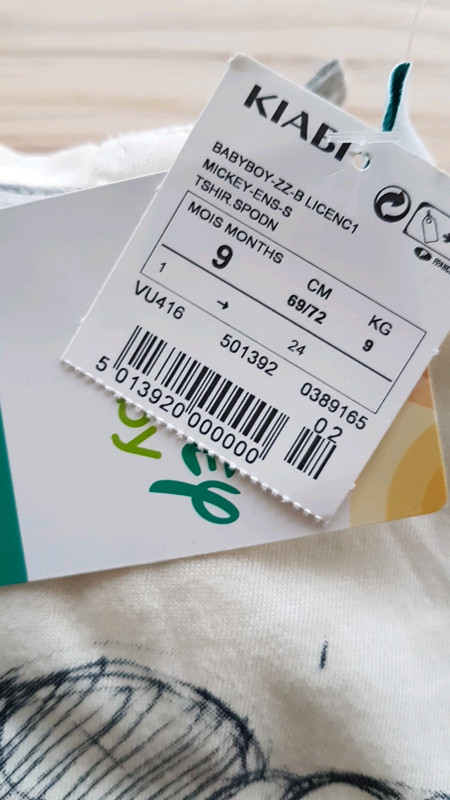 KIABI
BABYBOY-ZZ-B LICENC1
MICKEY-ENS-S
TSHIR.SPODN
MOIS MONTHS CM KG
9 69/72 9
1 → 24
VU416 501392 0389165
02
5 013920 000000